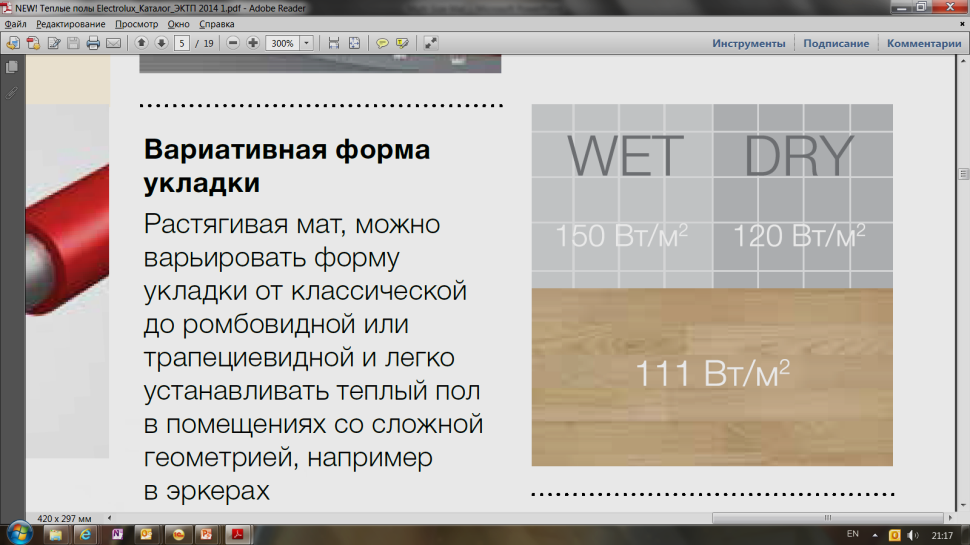 NEW! Теплые полы Electrolux_Каталог_ЭКТП 2014 1.pdf - Adobe Reader
Файл Редактирование Просмотр Окно Справка
5 / 19 300% Инструменты Подписание Комментарии
Вариативная форма
укладки
Растягивая мат, можно
варьировать форму
укладки от классической
до ромбовидной или
трапециевидной и легко
устанавливать теплый пол
в помещениях со сложной
геометрией, например
в эркерах
WET DRY
150 Вт/м² 120 Вт/м²
111 Вт/м²
420 x 297 мм
EN 21:17